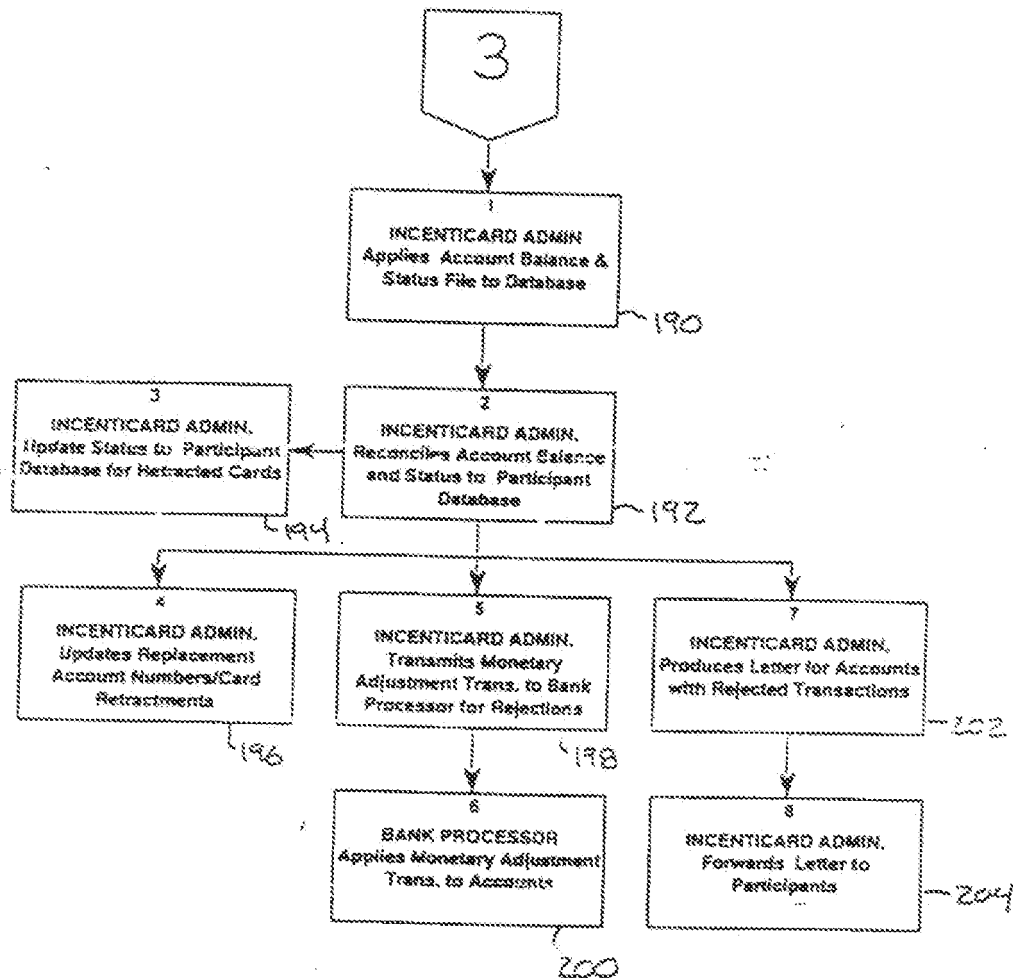 3
1
INCENTICARD ADMIN
Applies Account Balance &
Status File to Database
190
2
INCENTICARD ADMIN.
Reconciles Account Balance
and Status to Participant
Database
192
3
INCENTICARD ADMIN.
Update Status to Participant
Database for Retracted Cards
194
4
INCENTICARD ADMIN.
Updates Replacement
Account Numbers/Card
Retractments
196
5
INCENTICARD ADMIN.
Transmits Monetary
Adjustment Trans. to Bank
Processor for Rejections
198
6
BANK PROCESSOR
Applies Monetary Adjustment
Trans. to Accounts
200
7
INCENTICARD ADMIN.
Produces Letter for Accounts
with Rejected Transactions
202
8
INCENTICARD ADMIN.
Forwards Letter to
Participants
204